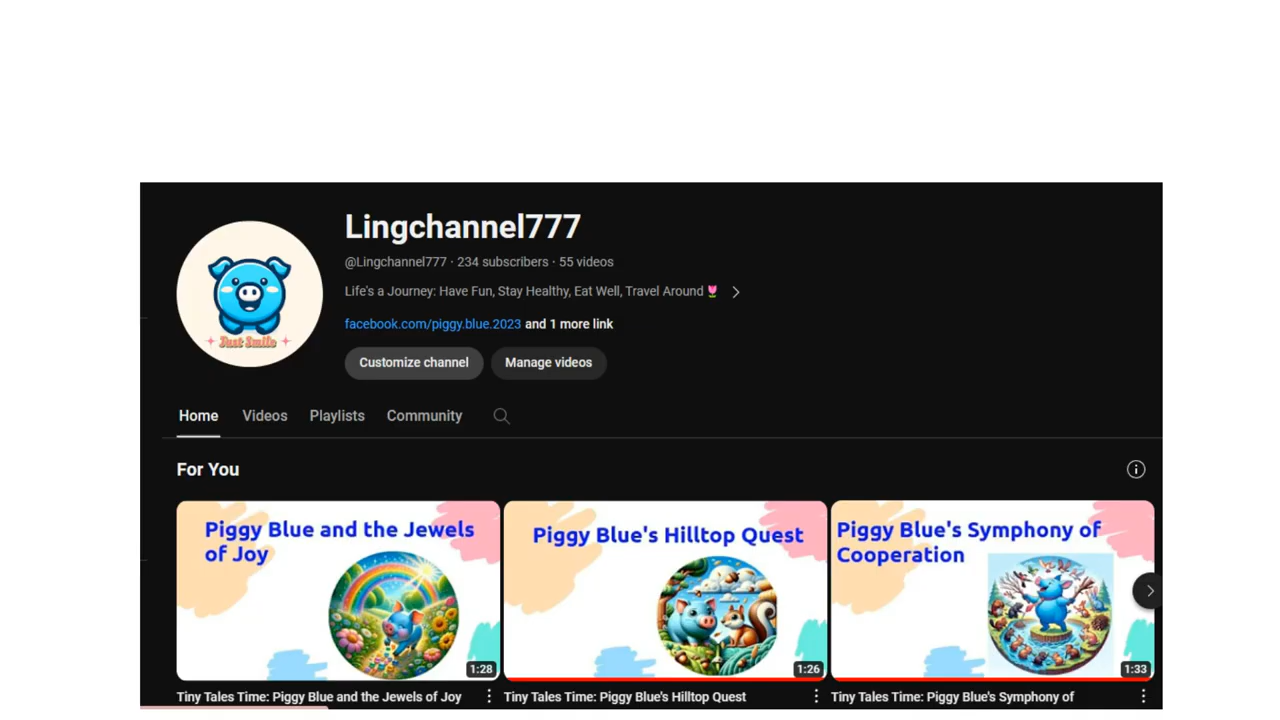 Lingchannel777
@Lingchannel777 · 234 subscribers · 55 videos
Life's a Journey: Have Fun, Stay Healthy, Eat Well, Travel Around🌷
facebook.com/piggy.blue.2023 and 1 more link
Just Smile
Customize channel Manage videos
Home Videos Playlists Community
For You
Piggy Blue and the Jewels
of Joy
1:28
Piggy Blue's Hilltop Quest
1:26
Piggy Blue's Symphony of
Cooperation
1:33
Tiny Tales Time: Piggy Blue and the Jewels of Joy
Tiny Tales Time: Piggy Blue's Hilltop Quest
Tiny Tales Time: Piggy Blue's Symphony of